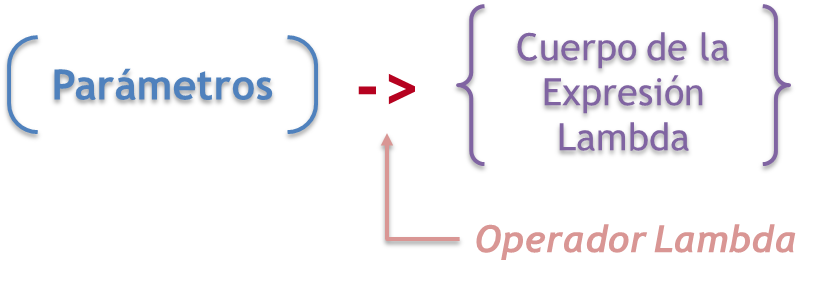 ( Parámetros ) -> { Cuerpo de la
Expresión
Lambda }
Operador Lambda